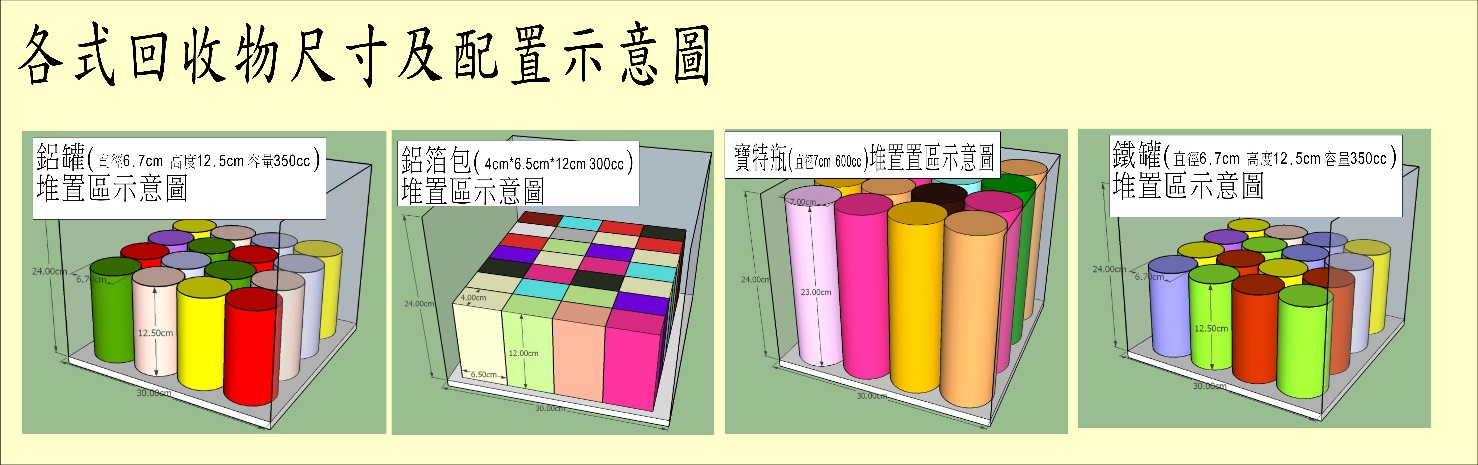 各式回收物尺寸及配置示意圖
鋁罐(直徑6.7cm 高度12.5cm 容量350cc)
堆置區示意圖
24.00cm
6.70
12.50cm
30.00cm
鋁箔包(4cm*6.5cm*12cm 300cc)
堆置區示意圖
24.00cm
4.00cm
12.00cm
6.50cm
30.00cm
寶特瓶(直徑7cm 600cc)堆置置區示意圖
7.00cm
24.00cm
23.00cm
30.00cm
鐵罐(直徑6.7cm 高度12.5cm 容量350cc)
堆置區示意圖
24.00cm
6.70
12.50cm
30.00cm